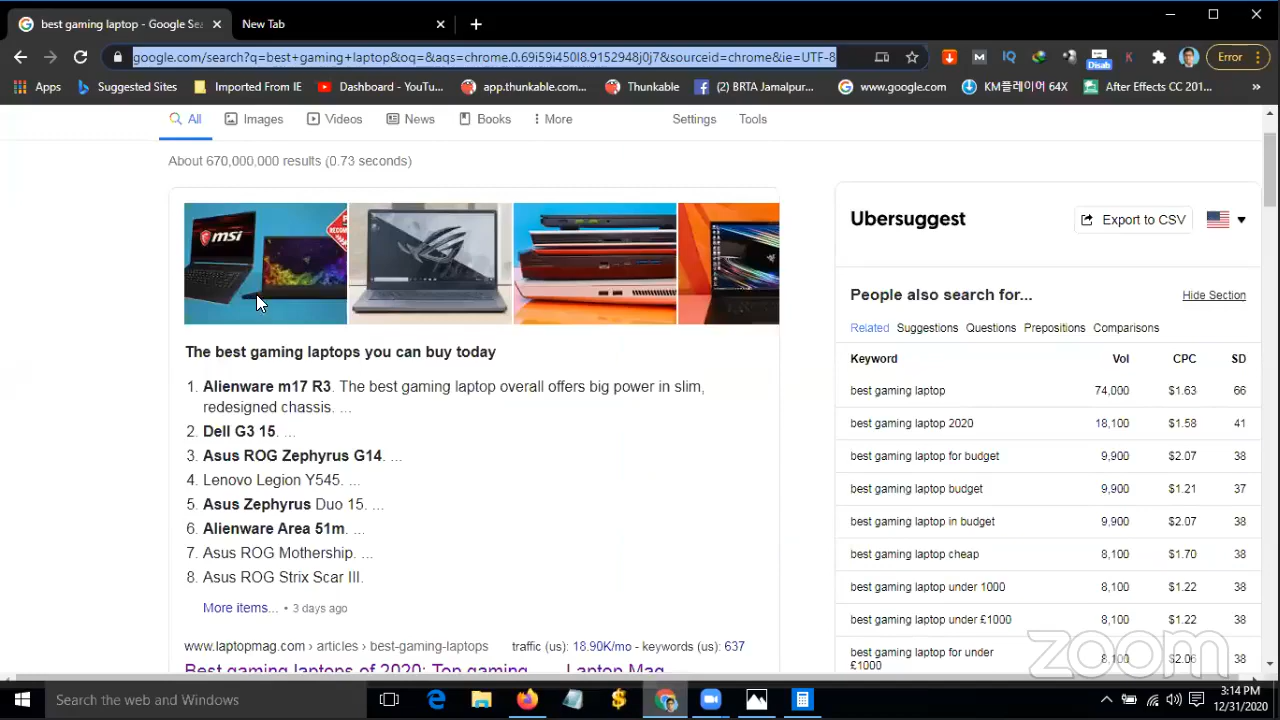 best gaming laptop - Google Sea
New Tab
google.com/search?q=best+gaming+laptop&oq=&aqs=chrome.0.69i59i450l8.9152948j0j7&sourceid=chrome&ie=UTF-8
Disab
Error
Apps
Suggested Sites
Imported From IE
Dashboard - YouTu...
app.thunkable.com...
Thunkable
(2) BRTA Jamalpur...
www.google.com
KM플레이어 64X
After Effects CC 201...
All
Images
Videos
News
Books
More
Settings
Tools
About 670,000,000 results (0.73 seconds)
msi
The best gaming laptops you can buy today
1. Alienware m17 R3. The best gaming laptop overall offers big power in slim,
redesigned chassis. ...
2. Dell G3 15. ...
3. Asus ROG Zephyrus G14. ...
4. Lenovo Legion Y545. ...
5. Asus Zephyrus Duo 15. ...
6. Alienware Area 51m. ...
7. Asus ROG Mothership. ...
8. Asus ROG Strix Scar III.
More items... • 3 days ago
www.laptopmag.com › articles › best-gaming-laptops traffic (us): 18.90K/mo - keywords (us): 637
Best gaming laptops of 2020: Top gaming ... - Laptop Mag
Ubersuggest
Export to CSV
People also search for...
Hide Section
Related Suggestions Questions Prepositions Comparisons
Keyword Vol CPC SD
best gaming laptop 74,000 $1.63 66
best gaming laptop 2020 18,100 $1.58 41
best gaming laptop for budget 9,900 $2.07 38
best gaming laptop budget 9,900 $1.21 37
best gaming laptop in budget 9,900 $2.07 38
best gaming laptop cheap 8,100 $1.70 38
best gaming laptop under 1000 8,100 $1.22 38
best gaming laptop under £1000 8,100 $1.22 38
best gaming laptop for under
£1000 8,100 $2.06 38
zoom
Search the web and Windows
3:14 PM
12/31/2020